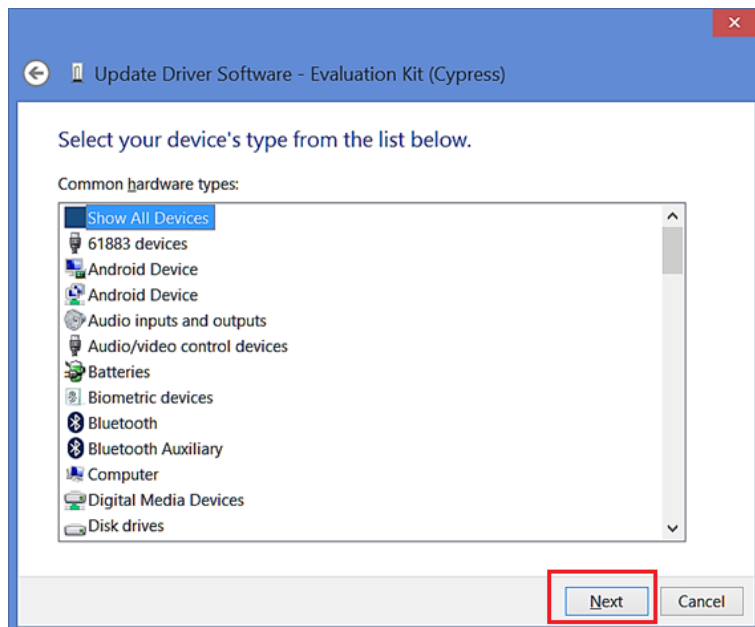 Update Driver Software - Evaluation Kit (Cypress)
Select your device's type from the list below.
Common hardware types:
Show All Devices
61883 devices
Android Device
Android Device
Audio inputs and outputs
Audio/video control devices
Batteries
Biometric devices
Bluetooth
Bluetooth Auxiliary
Computer
Digital Media Devices
Disk drives
Next Cancel